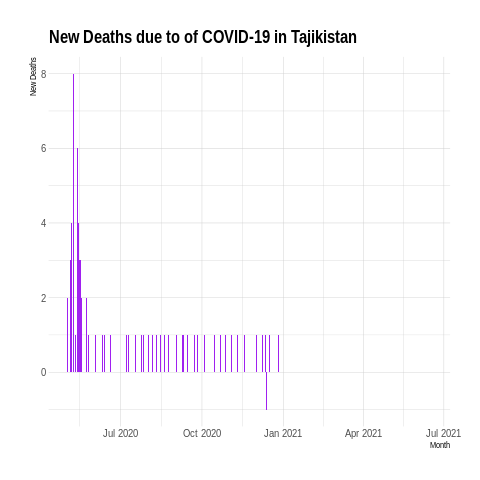 New Deaths due to of COVID-19 in Tajikistan
New Deaths
8
6
4
2
0
Jul 2020 Oct 2020 Jan 2021 Apr 2021 Jul 2021
Month